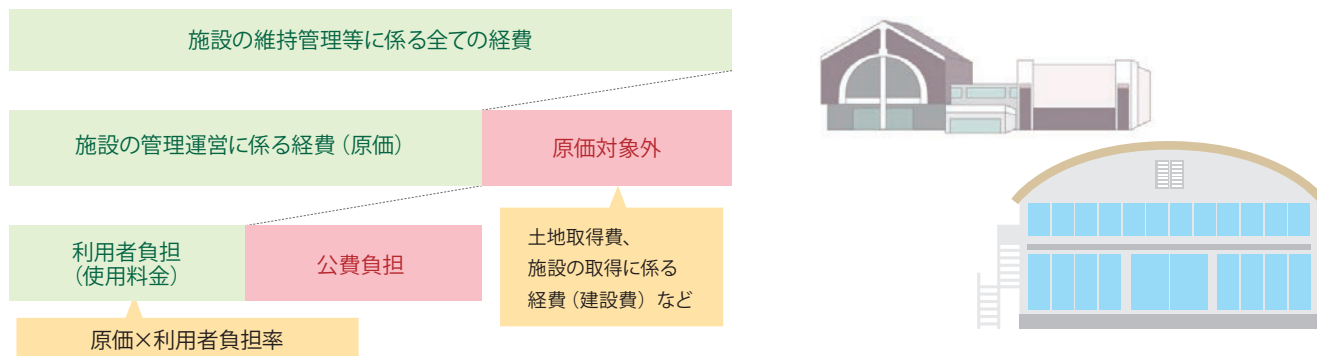 施設の維持管理等に係る全ての経費
施設の管理運営に係る経費（原価）
原価対象外
利用者負担
（使用料金）
公費負担
土地取得費、
施設の取得に係る
経費（建設費）など
原価×利用者負担率